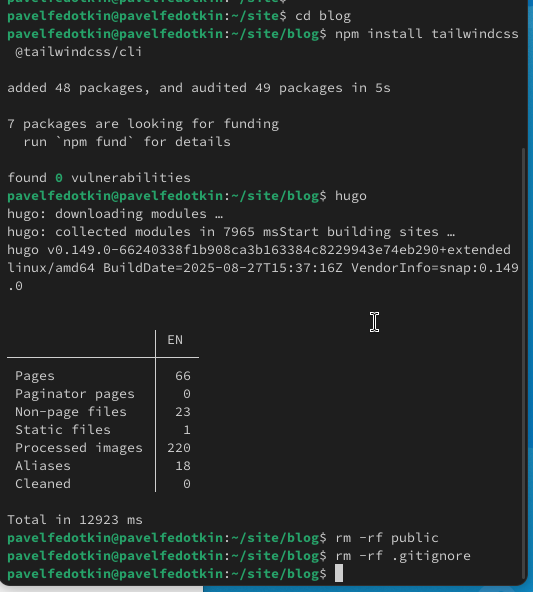 pavelfedotkin@pavelfedotkin:~/site$ cd blog
pavelfedotkin@pavelfedotkin:~/site/blog$ npm install tailwindcss
@tailwindcss/cli
added 48 packages, and audited 49 packages in 5s
7 packages are looking for funding
run `npm fund` for details
found 0 vulnerabilities
pavelfedotkin@pavelfedotkin:~/site/blog$ hugo
hugo: downloading modules …
hugo: collected modules in 7965 msStart building sites …
hugo v0.149.0-66240338f1b908ca3b163384c8229943e74eb290+extended
linux/amd64 BuildDate=2025-08-27T15:37:16Z VendorInfo=snap:0.149
.0
EN
Pages 66
Paginator pages 0
Non-page files 23
Static files 1
Processed images 220
Aliases 18
Cleaned 0
Total in 12923 ms
pavelfedotkin@pavelfedotkin:~/site/blog$ rm -rf public
pavelfedotkin@pavelfedotkin:~/site/blog$ rm -rf .gitignore
pavelfedotkin@pavelfedotkin:~/site/blog$